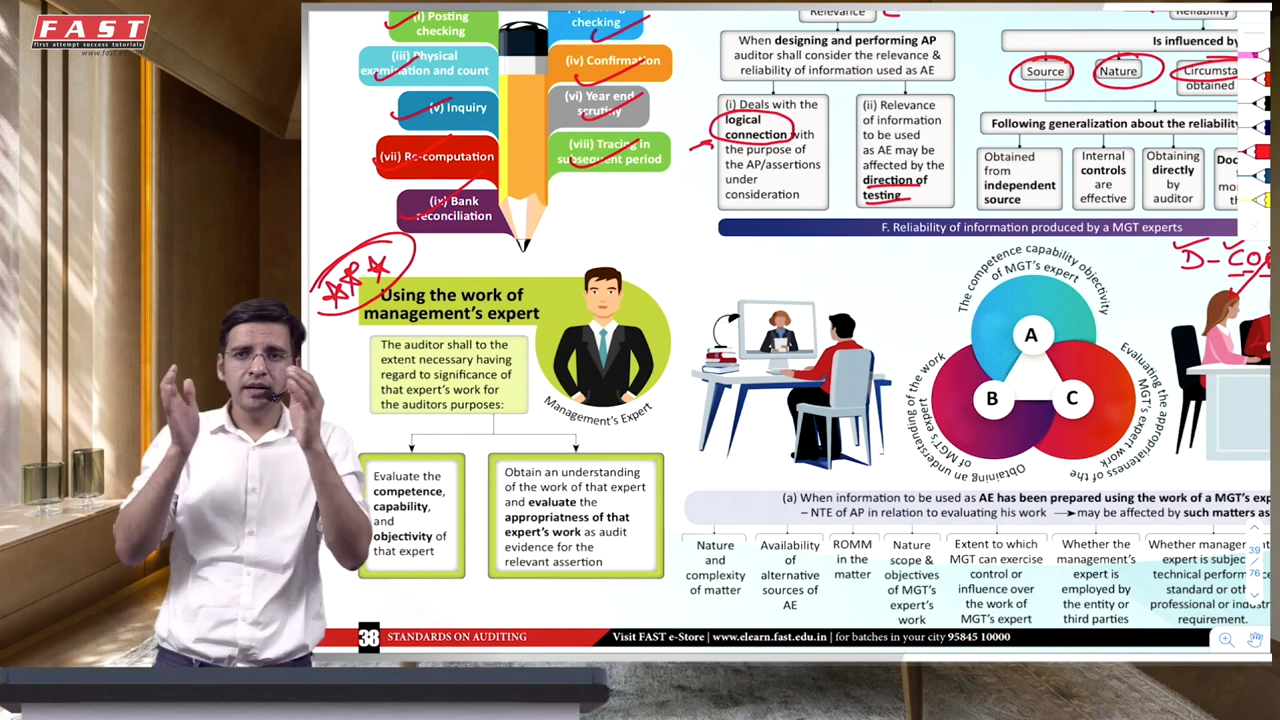 FAST
first attempt success tutorials
www.fast.edu
(i) Posting
checking
checking
(iii) Physical
examination and count
(iv) Confirmation
(v) Inquiry
(vi) Year end
scrutiny
(vii) Re-computation
(viii) Tracing in
subsequent period
(ix) Bank
reconciliation
Relevance
When designing and performing AP
auditor shall consider the relevance &
reliability of information used as AE
(i) Deals with the
logical
connection with
the purpose of
the AP/assertions
under
consideration
(ii) Relevance
of information
to be used
as AE may be
affected by the
direction of
testing
Reliability
Is influenced by
Source
Nature
Circumsta
obtained
Following generalization about the reliabilit
Obtained
from
independent
source
Internal
controls
are
effective
Obtaining
directly
by
auditor
Doc
mo
th
F. Reliability of information produced by a MGT experts
D-COR
Using the work of
management's expert
The auditor shall to the
extent necessary having
regard to significance of
that expert's work for
the auditors purposes:
Management's Expert
Evaluate the
competence,
capability,
and
objectivity of
that expert
Obtain an understanding
of the work of that expert
and evaluate the
appropriatness of that
expert's work as audit
evidence for the
relevant assertion
The competence capability objectivity
of MGT's expert
A
B
C
Obtaining an understanding of the work
of MGT's expert
Evaluating the appropriateness of the
MGT's expert work
(a) When information to be used as AE has been prepared using the work of a MGT's exp
– NTE of AP in relation to evaluating his work may be affected by such matters as
Nature
and
complexity
of matter
Availability
of
alternative
sources of
AE
ROMM
in the
matter
Nature
scope &
objectives
of MGT's
expert's
work
Extent to which
MGT can exercise
control or
influence over
the work of
MGT's expert
Whether the
management's
expert is
employed by
the entity or
third parties
Whether manager
expert is subjec
technical perform
standard or oth
professional or industr
requirement.
39
/
76
38 STANDARDS ON AUDITING
Visit FAST e-Store | www.elearn.fast.edu.in | for batches in your city 95845 10000